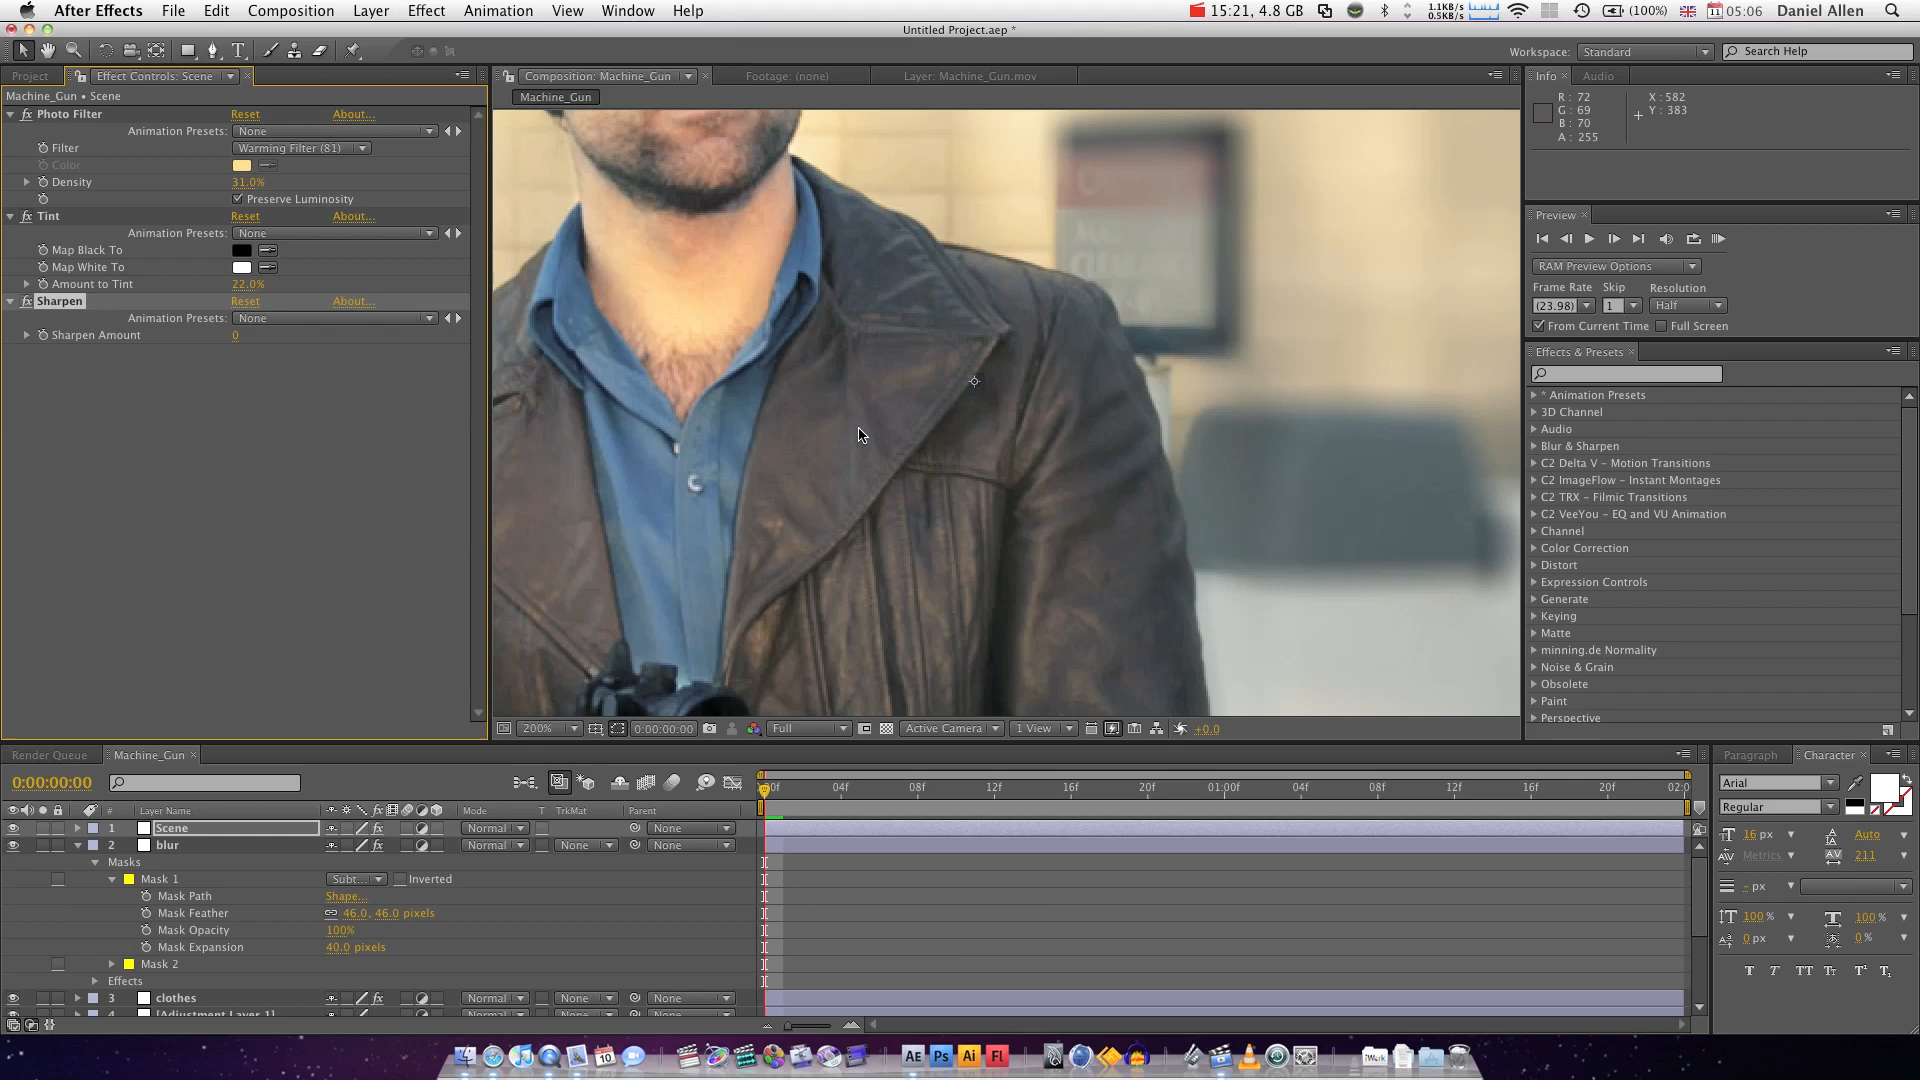 After Effects File Edit Composition Layer Effect Animation View Window Help 15:21, 4.8 GB 1.1KB/s 0.5KB/s (100%) 11 05:06 Daniel Allen
Untitled Project.aep *
T Workspace: Standard Search Help
Project Effect Controls: Scene Composition: Machine_Gun Footage: (none) Layer: Machine_Gun.mov Info Audio
Machine_Gun • Scene
Machine_Gun
R : 72 X : 582
G : 69 Y : 383
B : 70
A : 255
fx Photo Filter Reset About...
Animation Presets: None
Filter Warming Filter (81)
Color
Density 31.0%
Preserve Luminosity
fx Tint Reset About...
Animation Presets: None
Map Black To
Map White To
Amount to Tint 22.0%
fx Sharpen Reset About...
Animation Presets: None
Sharpen Amount 0
Preview
RAM Preview Options
Frame Rate Skip Resolution
(23.98) 1 Half
From Current Time Full Screen
Effects & Presets
* Animation Presets
3D Channel
Audio
Blur & Sharpen
C2 Delta V – Motion Transitions
C2 ImageFlow – Instant Montages
C2 TRX – Filmic Transitions
C2 VeeYou – EQ and VU Animation
Channel
Color Correction
Distort
Expression Controls
Generate
Keying
Matte
minning.de Normality
Noise & Grain
Obsolete
Paint
Perspective
200% 0:00:00:00 Full Active Camera 1 View +0.0
Render Queue Machine_Gun
0:00:00:00
00f 04f 08f 12f 16f 20f 01:00f 04f 08f 12f 16f 20f 02:0
# Layer Name fx Mode T TrkMat Parent
1 Scene fx Normal None
2 blur Normal None None
Masks
Mask 1 Subt... Inverted
Mask Path Shape...
Mask Feather 46.0, 46.0 pixels
Mask Opacity 100%
Mask Expansion 40.0 pixels
Mask 2
Effects
3 clothes fx Normal None None
4 [Adjustment Layer 1] Normal None None
Paragraph Character
Arial
Regular
16 px Auto
Metrics 211
- px
100 % 100 %
0 px 0 %
T T TT Tt T¹ T₁
10 AE Ps Ai Fl iWork